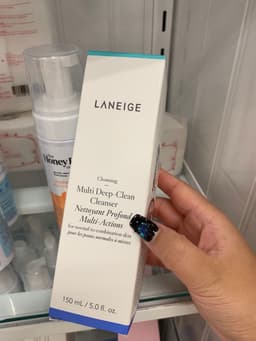 LANEIGE
Cleansing
Multi Deep-Clean
Cleanser
Nettoyant Profond
Multi-Actions
For normal to combination skin
pour les peaux normales à mixtes
150 mL / 5.0 fl. oz.
Honey